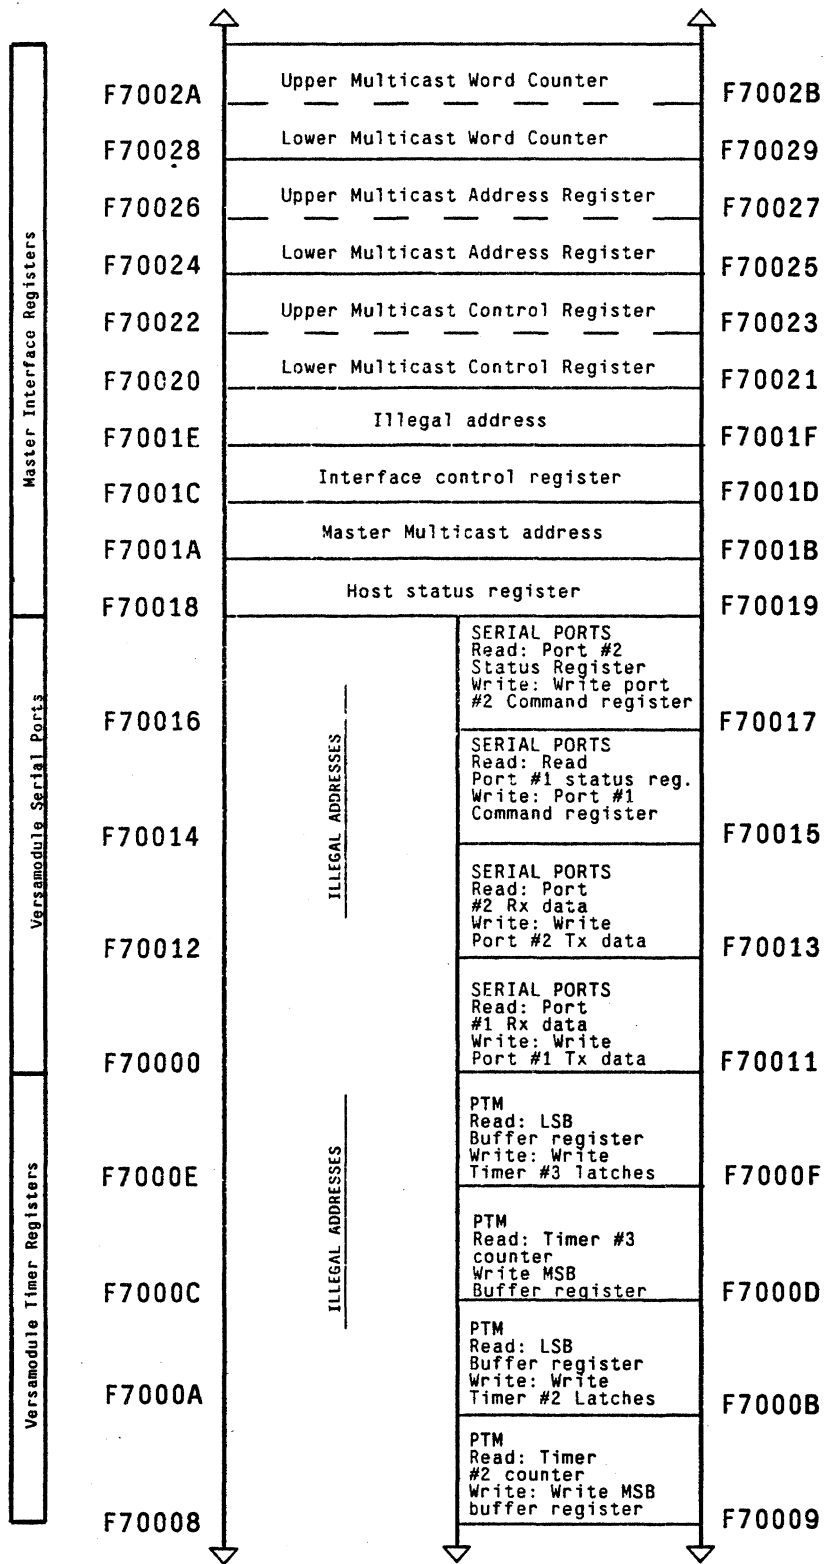 F7002A Upper Multicast Word Counter F7002B
F70028 Lower Multicast Word Counter F70029
F70026 Upper Multicast Address Register F70027
F70024 Lower Multicast Address Register F70025
F70022 Upper Multicast Control Register F70023
F70020 Lower Multicast Control Register F70021
F7001E Illegal address F7001F
F7001C Interface control register F7001D
F7001A Master Multicast address F7001B
F70018 Host status register F70019
Master Interface Registers
SERIAL PORTS
Read: Port #2
Status Register
Write: Write port
#2 Command register
F70016 F70017
SERIAL PORTS
Read: Read
Port #1 status reg.
Write: Port #1
Command register
F70014 F70015
ILLEGAL ADDRESSES
SERIAL PORTS
Read: Port
#2 Rx data
Write: Write
Port #2 Tx data
F70012 F70013
SERIAL PORTS
Read: Port
#1 Rx data
Write: Write
Port #1 Tx data
F70000 F70011
Versamodule Serial Ports
PTM
Read: LSB
Buffer register
Write: Write
Timer #3 latches
F7000E F7000F
ILLEGAL ADDRESSES
PTM
Read: Timer #3
counter
Write MSB
Buffer register
F7000C F7000D
PTM
Read: LSB
Buffer register
Write: Write
Timer #2 Latches
F7000A F7000B
PTM
Read: Timer
#2 counter
Write: Write MSB
buffer register
F70008 F70009
Versamodule Timer Registers